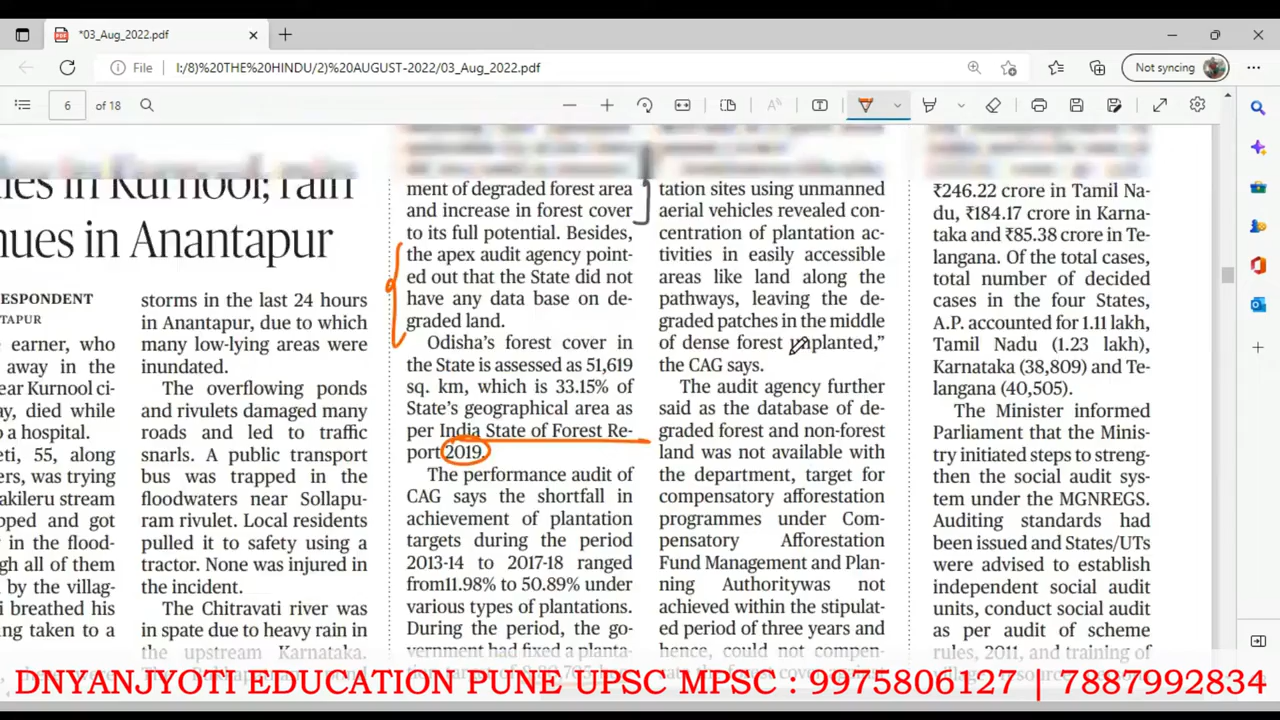 *03_Aug_2022.pdf
File
I:/8)%20THE%20HINDU/2)%20AUGUST-2022/03_Aug_2022.pdf
Not syncing
6
of 18
in Kurnool; rain
nues in Anantapur
RESPONDENT
earner, who
away in the
ear Kurnool ci-
died while
o a hospital.
55, along
was trying
akileru stream
and got
in the flood-
all of them
by the villag-
breathed his
taken to a
storms in the last 24 hours
in Anantapur, due to which
many low-lying areas were
inundated.
The overflowing ponds
and rivulets damaged many
roads and led to traffic
snarls. A public transport
bus was trapped in the
floodwaters near Sollapu-
ram rivulet. Local residents
pulled it to safety using a
tractor. None was injured in
the incident.
The Chitravati river was
in spate due to heavy rain in
the upstream Karnataka.
ment of degraded forest area
and increase in forest cover
to its full potential. Besides,
the apex audit agency point-
ed out that the State did not
have any data base on de-
graded land.
Odisha's forest cover in
the State is assessed as 51,619
sq. km, which is 33.15% of
State's geographical area as
per India State of Forest Re-
port 2019.
The performance audit of
CAG says the shortfall in
achievement of plantation
targets during the period
2013-14 to 2017-18 ranged
from11.98% to 50.89% under
various types of plantations.
During the period, the go-
vernment had fixed a planta-
tation sites using unmanned
aerial vehicles revealed con-
centration of plantation ac-
tivities in easily accessible
areas like land along the
pathways, leaving the de-
graded patches in the middle
of dense forest unplanted,"
the CAG says.
The audit agency further
said as the database of de-
graded forest and non-forest
land was not available with
the department, target for
compensatory afforestation
programmes under Com-
pensatory Afforestation
Fund Management and Plan-
ning Authoritywas not
achieved within the stipulat-
ed period of three years and
hence, could not compen-
₹246.22 crore in Tamil Na-
du, ₹184.17 crore in Karna-
taka and ₹85.38 crore in Te-
langana. Of the total cases,
total number of decided
cases in the four States,
A.P. accounted for 1.11 lakh,
Tamil Nadu (1.23 lakh),
Karnataka (38,809) and Te-
langana (40,505).
The Minister informed
Parliament that the Minis-
try initiated steps to strength-
then the social audit sys-
tem under the MGNREGS.
Auditing standards had
been issued and States/UTs
were advised to establish
independent social audit
units, conduct social audit
as per audit of scheme
rules, 2011, and training of
DNYANJYOTI EDUCATION PUNE UPSC MPSC : 9975806127 | 7887992834